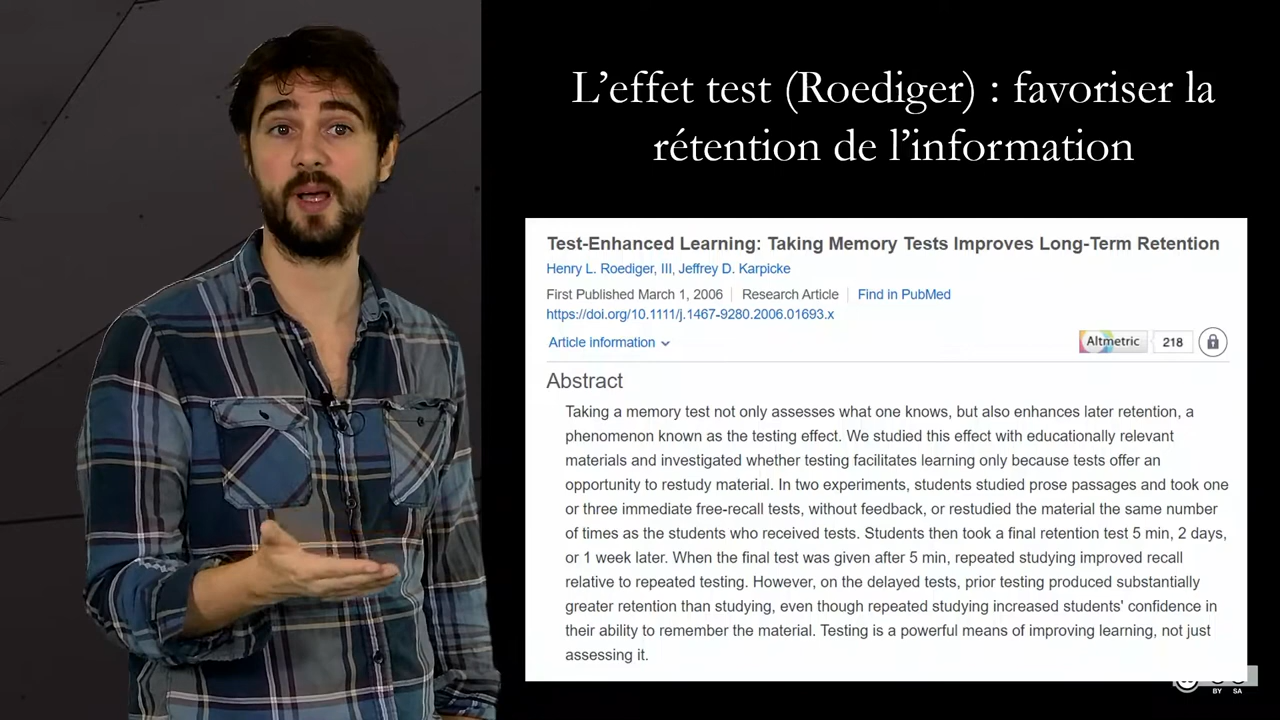 L’effet test (Roediger) : favoriser la
rétention de l’information
Test-Enhanced Learning: Taking Memory Tests Improves Long-Term Retention
Henry L. Roediger, III, Jeffrey D. Karpicke
First Published March 1, 2006 | Research Article | Find in PubMed
https://doi.org/10.1111/j.1467-9280.2006.01693.x
Article information
Altmetric 218
Abstract
Taking a memory test not only assesses what one knows, but also enhances later retention, a
phenomenon known as the testing effect. We studied this effect with educationally relevant
materials and investigated whether testing facilitates learning only because tests offer an
opportunity to restudy material. In two experiments, students studied prose passages and took one
or three immediate free-recall tests, without feedback, or restudied the material the same number
of times as the students who received tests. Students then took a final retention test 5 min, 2 days,
or 1 week later. When the final test was given after 5 min, repeated studying improved recall
relative to repeated testing. However, on the delayed tests, prior testing produced substantially
greater retention than studying, even though repeated studying increased students' confidence in
their ability to remember the material. Testing is a powerful means of improving learning, not just
assessing it.
BY SA